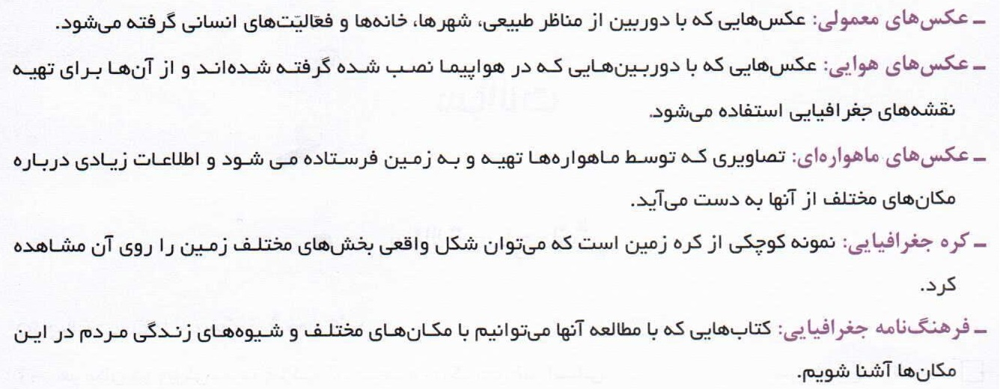 ـ عکس‌های معمولی: عکس‌هایی که با دوربین از مناظر طبیعی، شهرها، خانه‌ها و فعّالیّت‌های انسانی گرفته می‌شود.
ـ عکس‌های هوایی: عکس‌هایی که با دوربین‌هایی که در هواپیما نصب شده گرفته شده‌اند و از آن‌ها برای تهیه
نقشه‌های جغرافیایی استفاده می‌شود.
ـ عکس‌های ماهواره‌ای: تصاویری که توسط ماهواره‌ها تهیه و به زمین فرستاده می شود و اطلاعات زیادی درباره
مکان‌های مختلف از آنها به دست می‌آید.
ـ کره جغرافیایی: نمونه کوچکی از کره زمین است که می‌توان شکل واقعی بخش‌های مختلف زمین را روی آن مشاهده
کرد.
ـ فرهنگ‌نامه جغرافیایی: کتاب‌هایی که با مطالعه آنها می‌توانیم با مکان‌های مختلف و شیوه‌های زندگی مردم در این
مکان‌ها آشنا شویم.